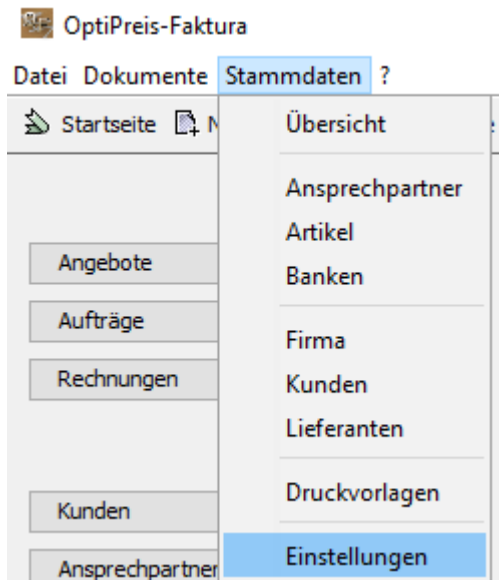 OptiPreis-Faktura
Datei Dokumente Stammdaten ?
Startseite
Übersicht
Ansprechpartner
Artikel
Banken
Firma
Kunden
Lieferanten
Druckvorlagen
Einstellungen
Angebote
Aufträge
Rechnungen
Kunden
Ansprechpartner